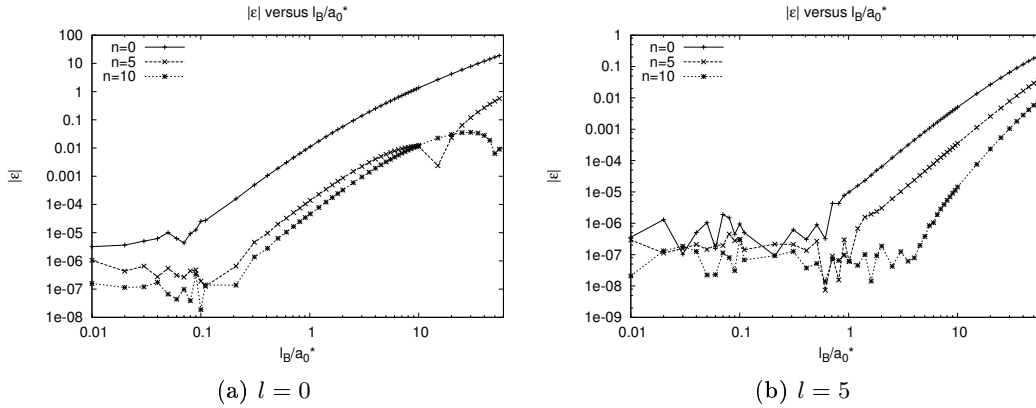 |ε| versus l_B/a_0*
100
10
1
0.1
0.01
0.001
1e-04
1e-05
1e-06
1e-07
1e-08
|ε|
n=0
n=5
n=10
0.01
0.1
1
10
l_B/a_0*
(a) l = 0
|ε| versus l_B/a_0*
1
0.1
0.01
0.001
1e-04
1e-05
1e-06
1e-07
1e-08
1e-09
|ε|
n=0
n=5
n=10
0.01
0.1
1
10
l_B/a_0*
(b) l = 5